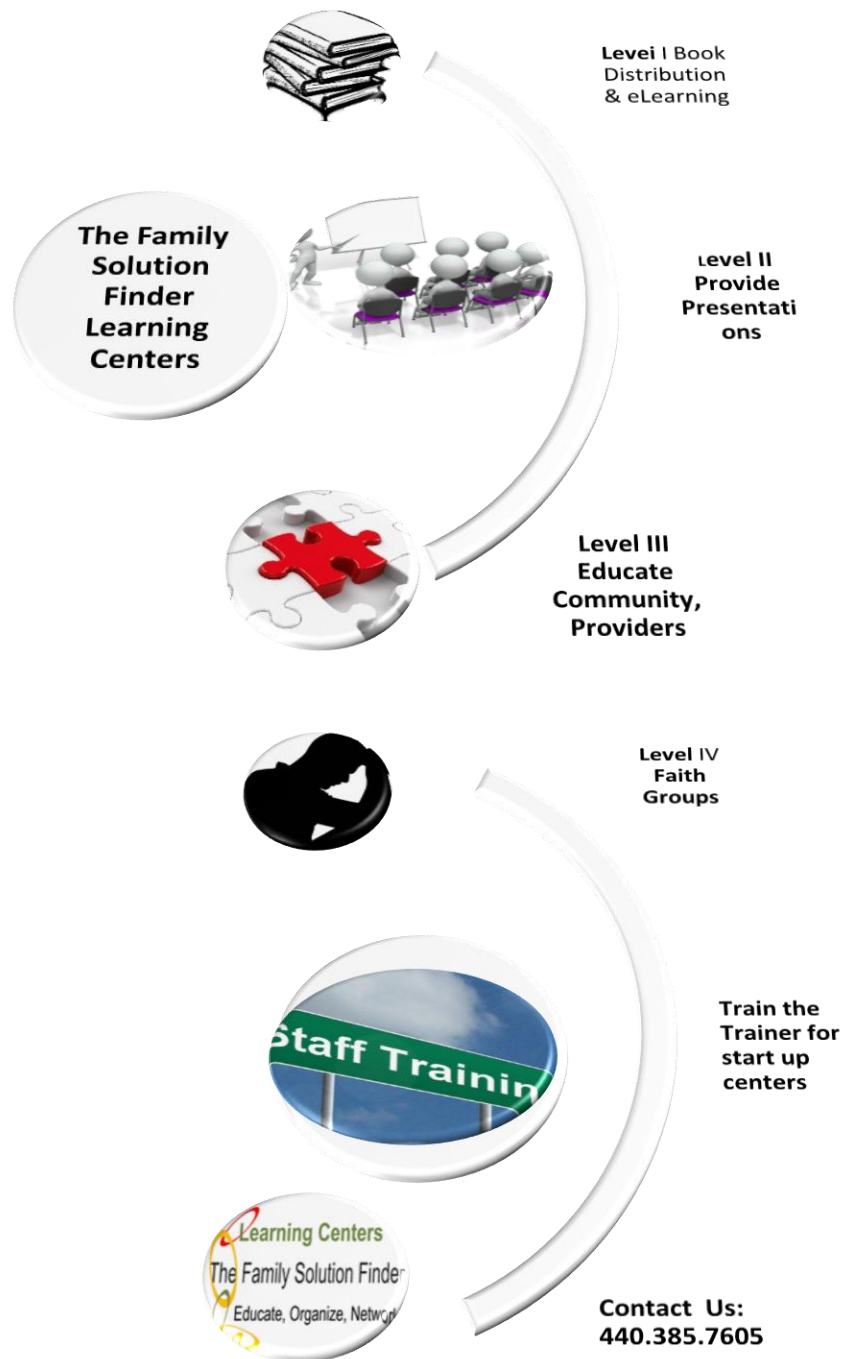 Levei I Book
Distribution
& eLearning
The Family
Solution
Finder
Learning
Centers
Level II
Provide
Presentati
ons
Level III
Educate
Community,
Providers
Level IV
Faith
Groups
Staff Trainin
Train the
Trainer for
start up
centers
Learning Centers
The Family Solution Finder
Educate, Organize, Network
Contact Us:
440.385.7605